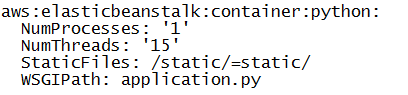 aws:elasticbeanstalk:container:python:
  NumProcesses: '1'
  NumThreads: '15'
  StaticFiles: /static/=static/
  WSGIPath: application.py